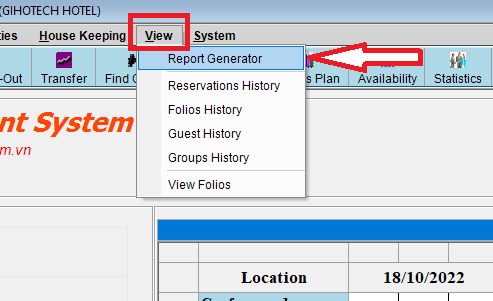 (GIHOTECH HOTEL)
ties House Keeping View System
-Out Transfer Find G s Plan Availability Statistics
Report Generator
Reservations History
Folios History
Guest History
Groups History
View Folios
nt System
m.vn
Location 18/10/2022